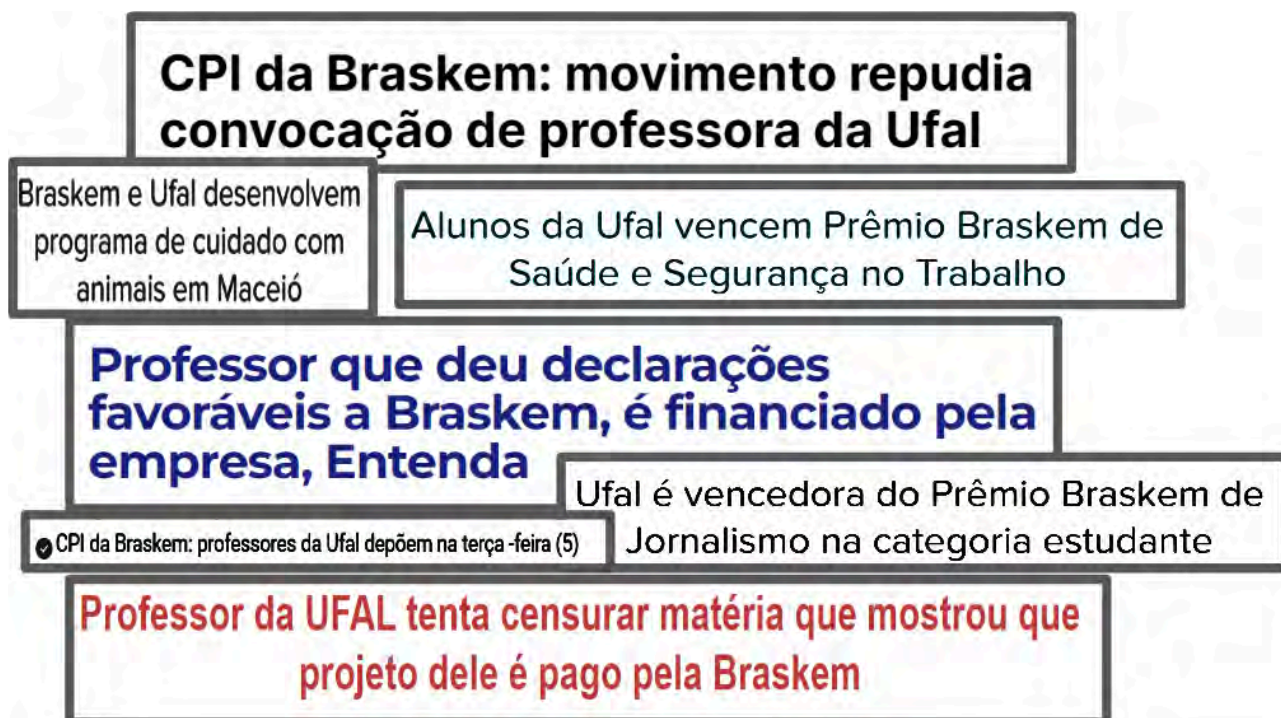 CPI da Braskem: movimento repudia
convocação de professora da Ufal
Braskem e Ufal desenvolvem
programa de cuidado com
animais em Maceió
Alunos da Ufal vencem Prêmio Braskem de
Saúde e Segurança no Trabalho
Professor que deu declarações
favoráveis a Braskem, é financiado pela
empresa, Entenda
Ufal é vencedora do Prêmio Braskem de
Jornalismo na categoria estudante
CPI da Braskem: professores da Ufal depõem na terça -feira (5)
Professor da UFAL tenta censurar matéria que mostrou que
projeto dele é pago pela Braskem